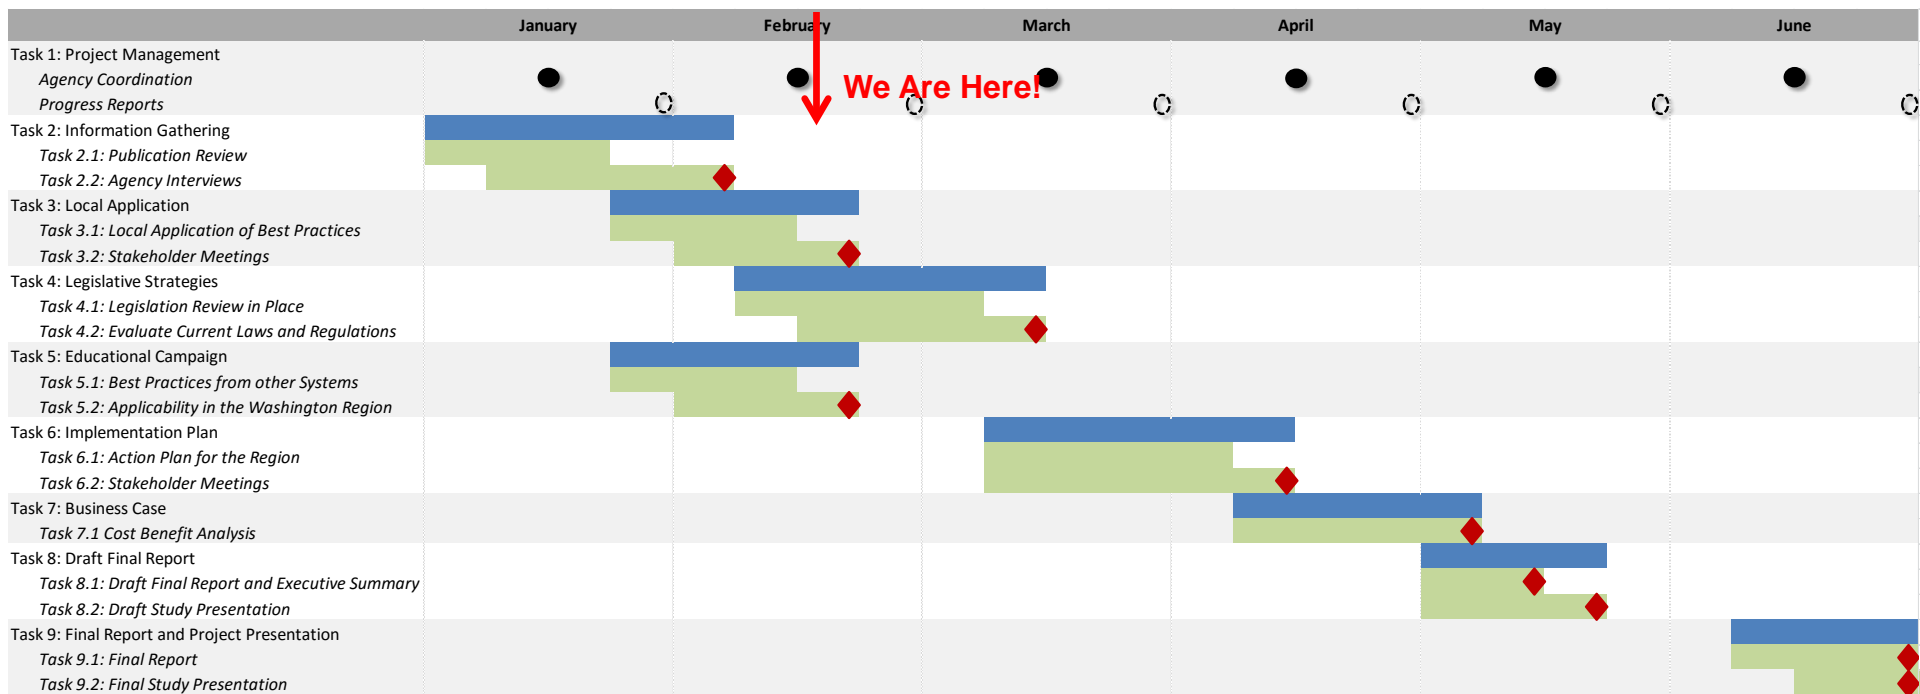 January February March April May June
Task 1: Project Management
Agency Coordination
We Are Here!
Progress Reports
Task 2: Information Gathering
Task 2.1: Publication Review
Task 2.2: Agency Interviews
Task 3: Local Application
Task 3.1: Local Application of Best Practices
Task 3.2: Stakeholder Meetings
Task 4: Legislative Strategies
Task 4.1: Legislation Review in Place
Task 4.2: Evaluate Current Laws and Regulations
Task 5: Educational Campaign
Task 5.1: Best Practices from other Systems
Task 5.2: Applicability in the Washington Region
Task 6: Implementation Plan
Task 6.1: Action Plan for the Region
Task 6.2: Stakeholder Meetings
Task 7: Business Case
Task 7.1 Cost Benefit Analysis
Task 8: Draft Final Report
Task 8.1: Draft Final Report and Executive Summary
Task 8.2: Draft Study Presentation
Task 9: Final Report and Project Presentation
Task 9.1: Final Report
Task 9.2: Final Study Presentation